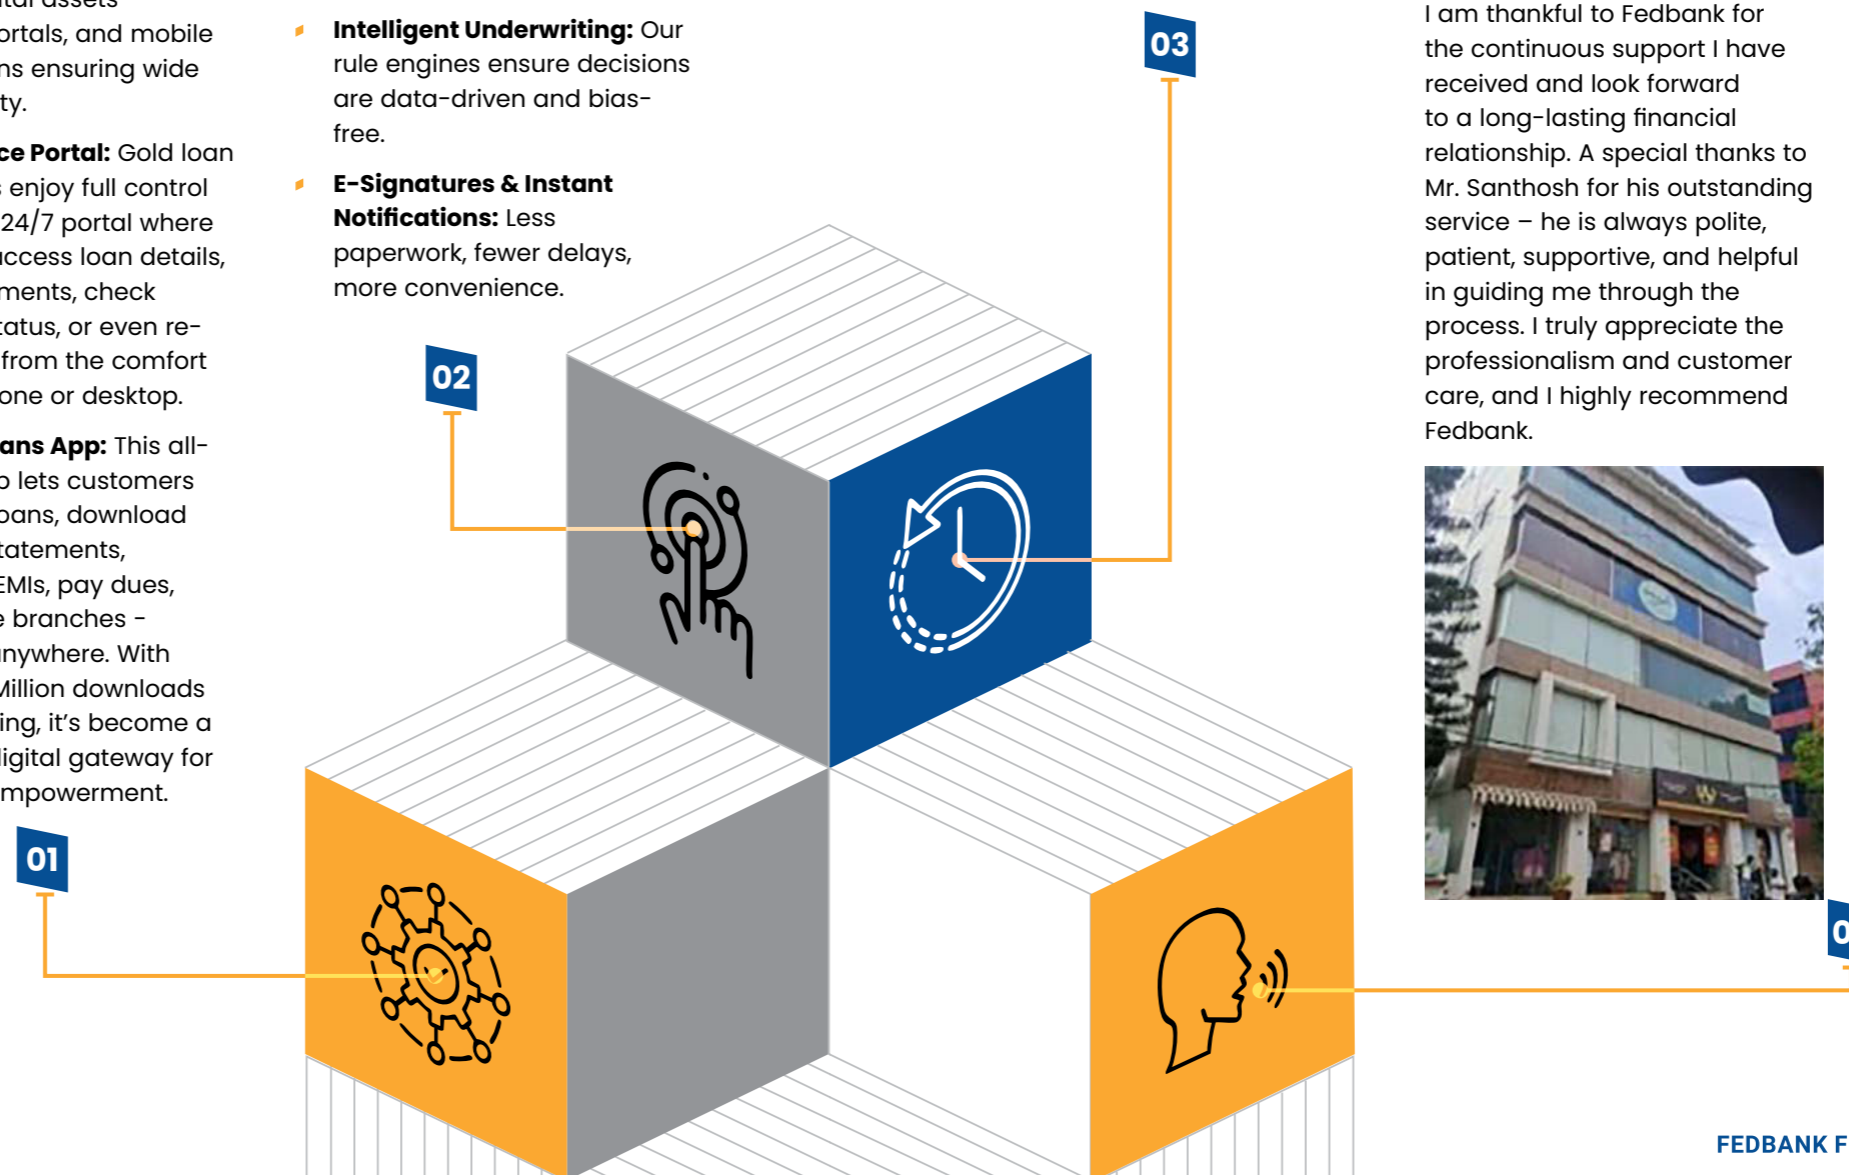 ortals, and mobile
ns ensuring wide
ty.
ce Portal: Gold loan
s enjoy full control
24/7 portal where
access loan details,
ments, check
tatus, or even re-
from the comfort
one or desktop.
ans App: This all-
p lets customers
oans, download
tatements,
EMIs, pay dues,
e branches -
nywhere. With
Million downloads
ing, it's become a
digital gateway for
mpowerment.
01
Intelligent Underwriting: Our
rule engines ensure decisions
are data-driven and bias-
free.
E-Signatures & Instant
Notifications: Less
paperwork, fewer delays,
more convenience.
02
03
I am thankful to Fedbank for
the continuous support I have
received and look forward
to a long-lasting financial
relationship. A special thanks to
Mr. Santhosh for his outstanding
service – he is always polite,
patient, supportive, and helpful
in guiding me through the
process. I truly appreciate the
professionalism and customer
care, and I highly recommend
Fedbank.
0
FEDBANK F